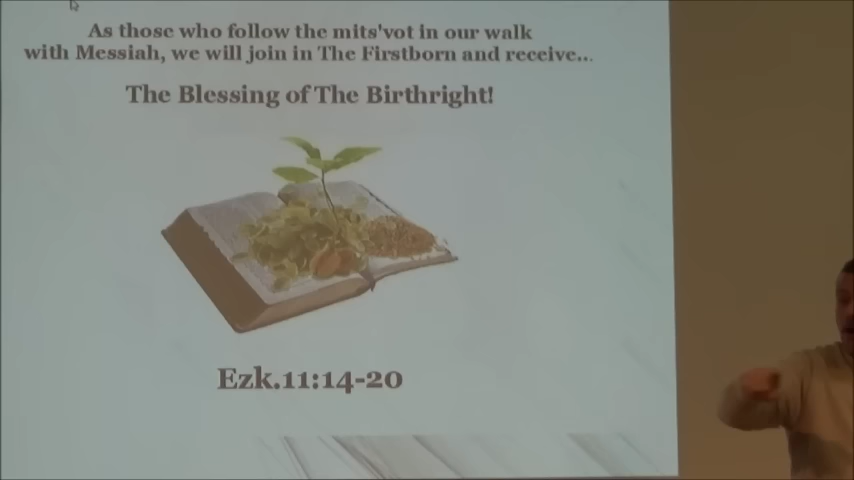 As those who follow the mits'vot in our walk
with Messiah, we will join in The Firstborn and receive...
The Blessing of The Birthright!
Ezk.11:14-20